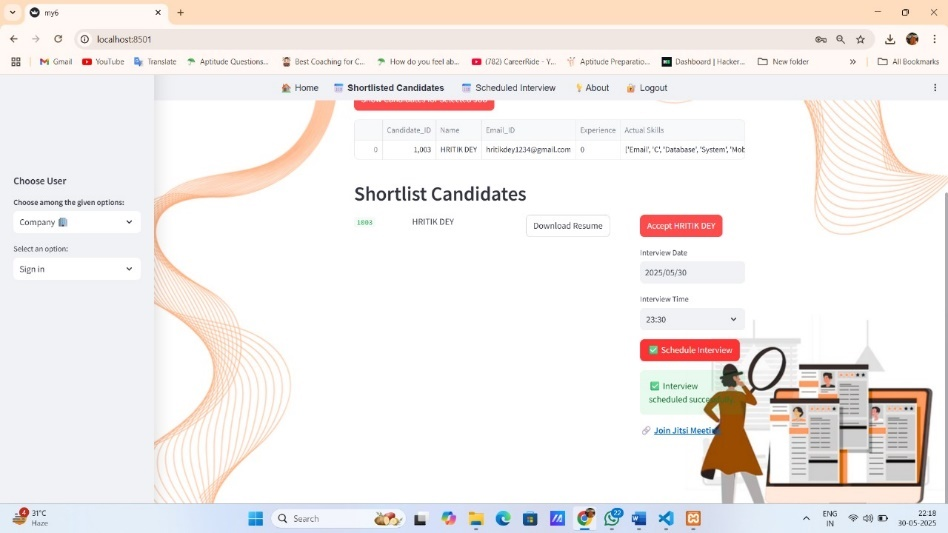 my6
localhost:8501
Gmail YouTube Translate Aptitude Questions... Best Coaching for C... How do you feel ab... (782) CareerRide - Y... Aptitude Preparatio... Dashboard | Hacker... New folder » All Bookmarks
Home Shortlisted Candidates Scheduled Interview About Logout
Candidate_ID Name Email_ID Experience Actual Skills
0 1,003 HRITIK DEY hritikdey1234@gmail.com 0 ['Email', 'C', 'Database', 'System', 'Mob
Choose User
Choose among the given options:
Company
Select an option:
Sign in
Shortlist Candidates
1003 HRITIK DEY Download Resume Accept HRITIK DEY
Interview Date
2025/05/30
Interview Time
23:30
Schedule Interview
Interview
scheduled
Join Jitsi
4 31°C
Haze
Search
22
ENG
IN
22:18
30-05-2025